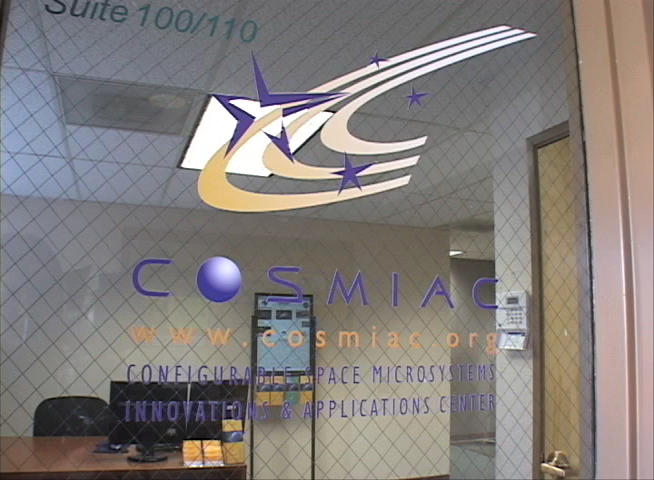 Suite 100/110
COSMIAC
www.cosmiac.org
CONFIGURABLE SPACE MICROSYSTEMS
INNOVATIONS & APPLICATIONS CENTER